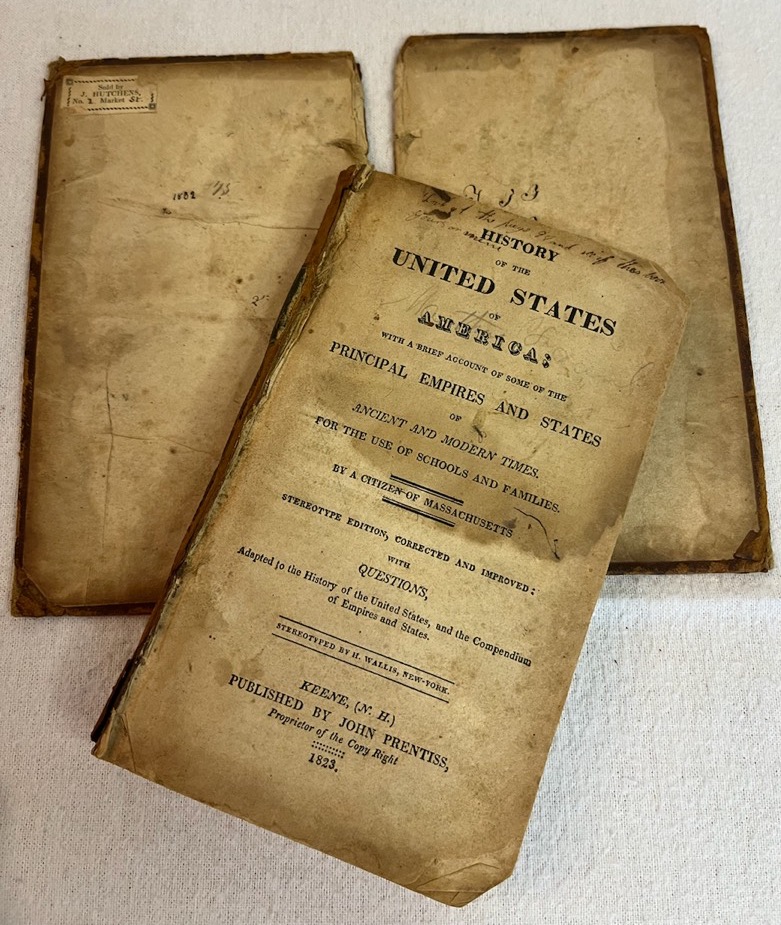 Sold by
J. HUTCHENS,
No. 1 Market St.
1882
HISTORY
OF THE
UNITED STATES
OF
AMERICA:
WITH A BRIEF ACCOUNT OF SOME OF THE
PRINCIPAL EMPIRES AND STATES
OF
ANCIENT AND MODERN TIMES.
FOR THE USE OF SCHOOLS AND FAMILIES.
BY A CITIZEN OF MASSACHUSETTS
STEREOTYPE EDITION, CORRECTED AND IMPROVED:
WITH
QUESTIONS,
Adapted to the History of the United States, and the Compendium
of Empires and States.
STEREOTYPED BY H. WALLIS, NEW-YORK.
KEENE, (N. H.)
PUBLISHED BY JOHN PRENTISS,
Proprietor of the Copy Right
1823.